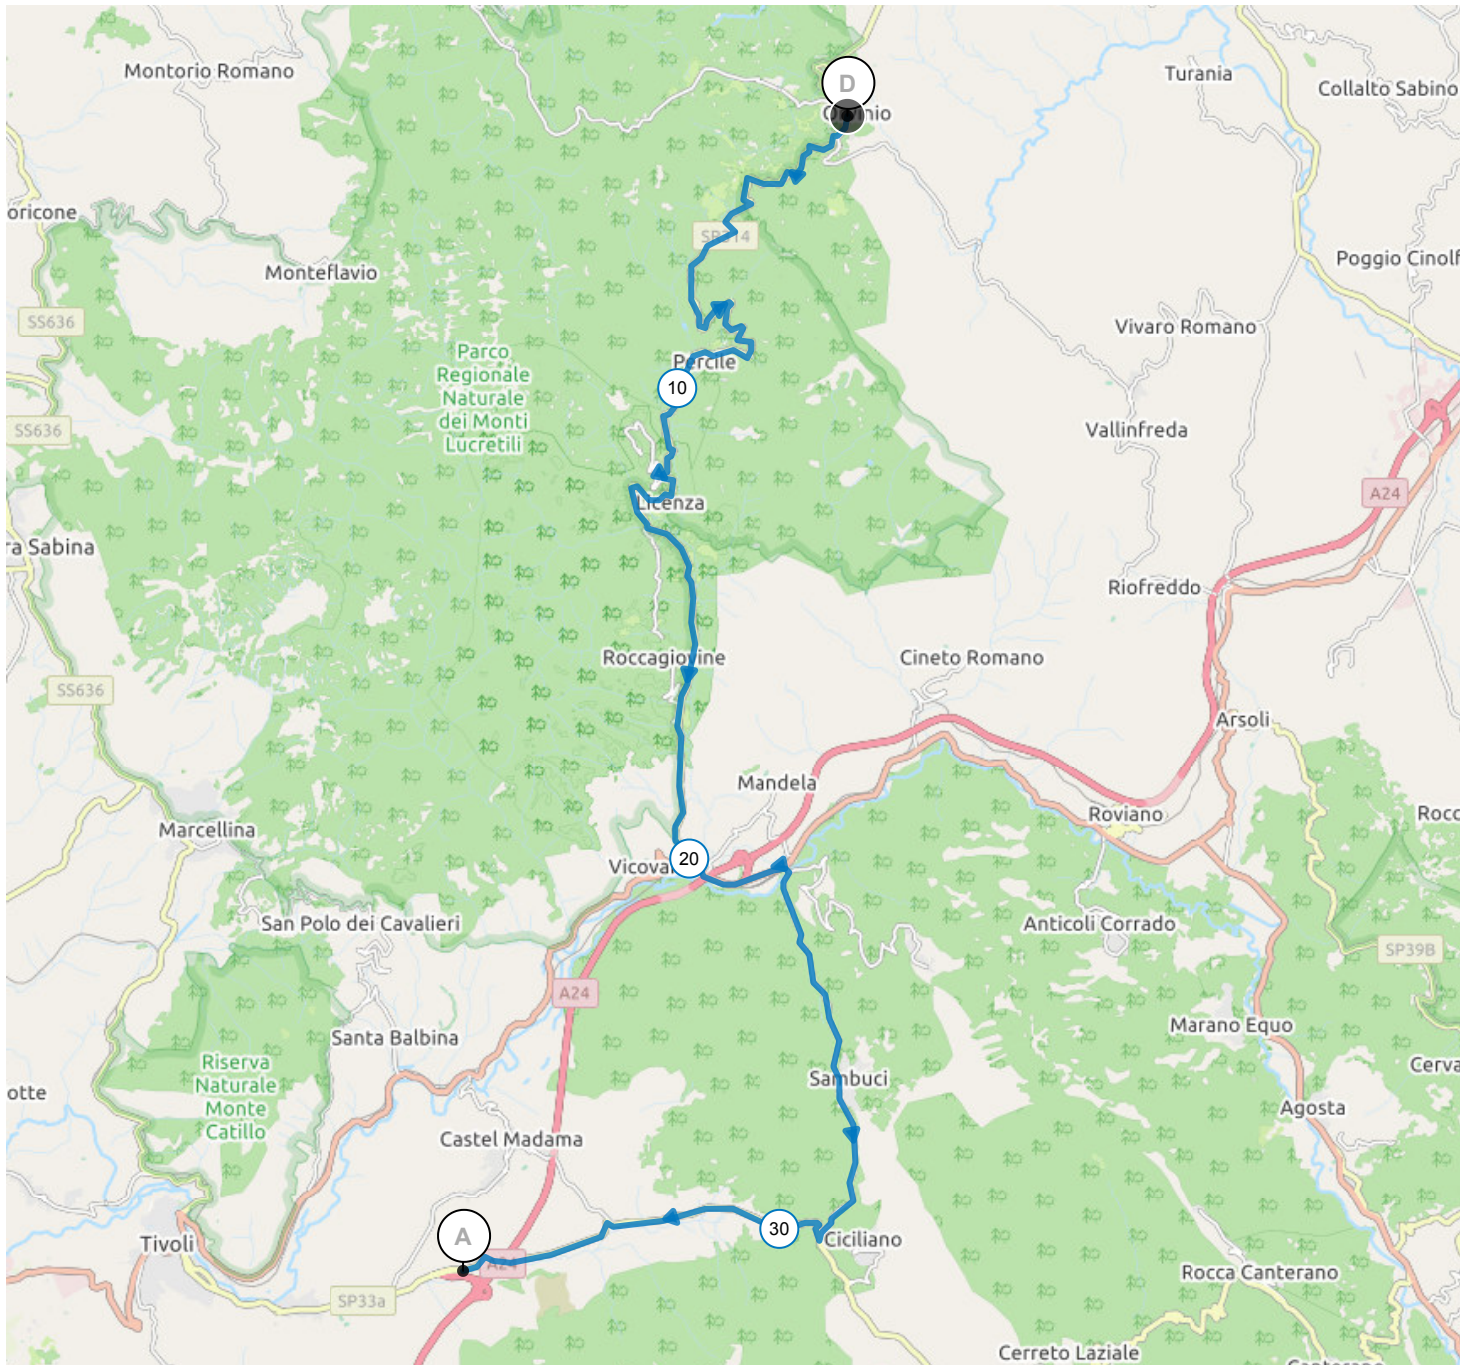 Montorio Romano
D
Turania
Collalto Sabino
oricone
SP314
Monteflavio
Poggio Cinolf
SS636
Vivaro Romano
Parco
Regionale
Naturale
dei Monti
Lucretili
Percile
10
SS636
Vallinfreda
A24
Licenza
ra Sabina
Riofreddo
Roccagiovine
Cineto Romano
SS636
Arsoli
Mandela
Marcellina
Roviano
Rocc
20
San Polo dei Cavalieri
Anticoli Corrado
SP39B
A24
Santa Balbina
Marano Equo
Riserva
Naturale
Monte
Catillo
Sambuci
Cerva
otte
Agosta
Castel Madama
A
30
Tivoli
Ciciliano
A24
Rocca Canterano
SP33a
Cerreto Laziale